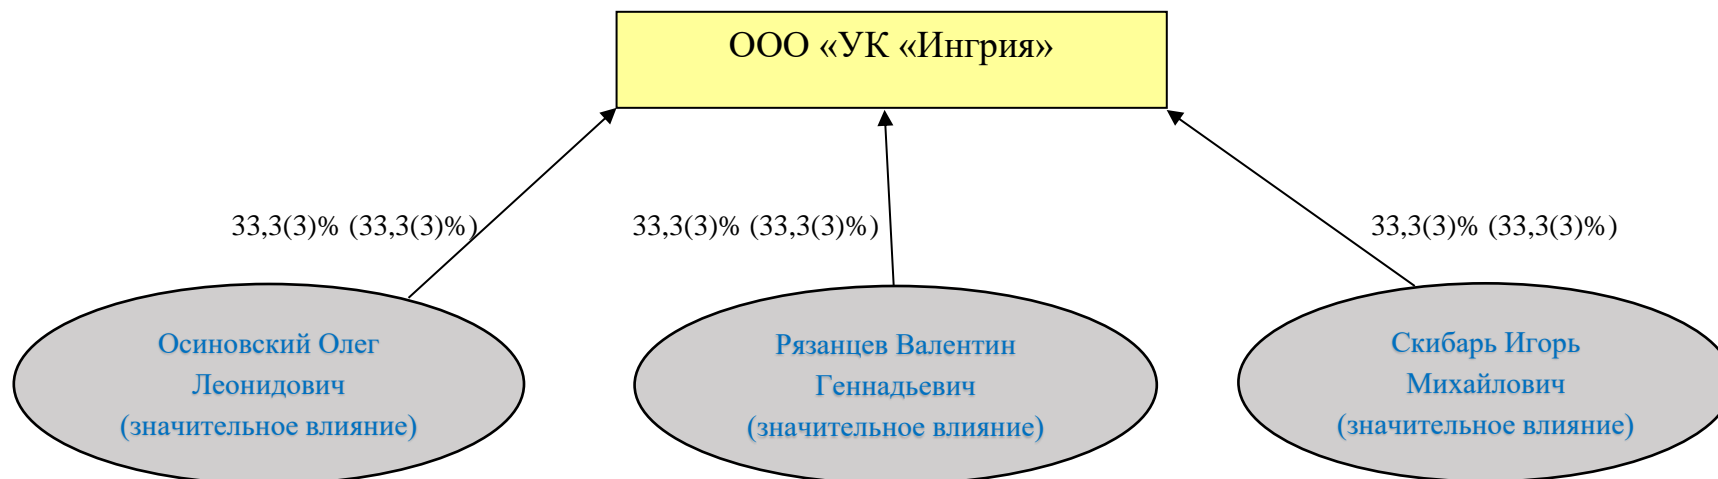 ООО «УК «Ингрия»
33,3(3)% (33,3(3)%)
33,3(3)% (33,3(3)%)
33,3(3)% (33,3(3)%)
Осиновский Олег
Леонидович
(значительное влияние)
Рязанцев Валентин
Геннадьевич
(значительное влияние)
Скибарь Игорь
Михайлович
(значительное влияние)